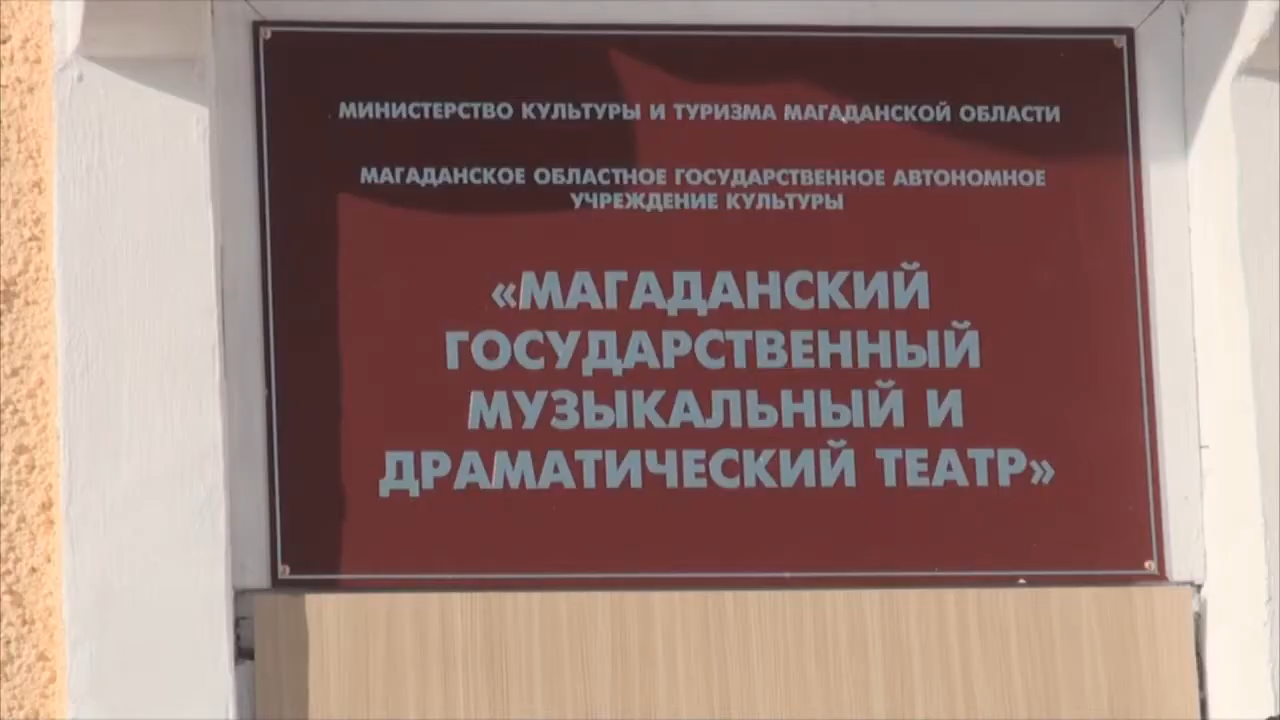 МИНИСТЕРСТВО КУЛЬТУРЫ И ТУРИЗМА МАГАДАНСКОЙ ОБЛАСТИ
МАГАДАНСКОЕ ОБЛАСТНОЕ ГОСУДАРСТВЕННОЕ АВТОНОМНОЕ
УЧРЕЖДЕНИЕ КУЛЬТУРЫ
«МАГАДАНСКИЙ
ГОСУДАРСТВЕННЫЙ
МУЗЫКАЛЬНЫЙ И
ДРАМАТИЧЕСКИЙ ТЕАТР»